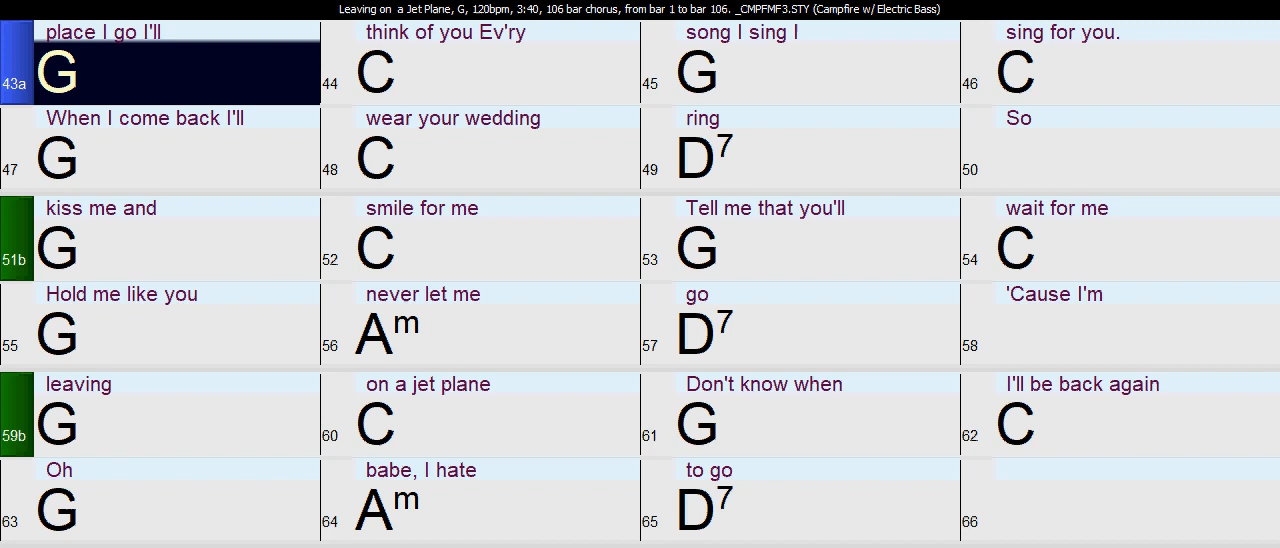 Leaving on  a Jet Plane, G, 120bpm, 3:40, 106 bar chorus, from bar 1 to bar 106. _CMPFMF3.STY (Campfire w/ Electric Bass)
place I go I'll think of you Ev'ry song I sing I sing for you.
43a G 44 C 45 G 46 C
When I come back I'll wear your wedding ring So
47 G 48 C 49 D7 50
kiss me and smile for me Tell me that you'll wait for me
51b G 52 C 53 G 54 C
Hold me like you never let me go 'Cause I'm
55 G 56 Am 57 D7 58
leaving on a jet plane Don't know when I'll be back again
59b G 60 C 61 G 62 C
Oh babe, I hate to go
63 G 64 Am 65 D7 66